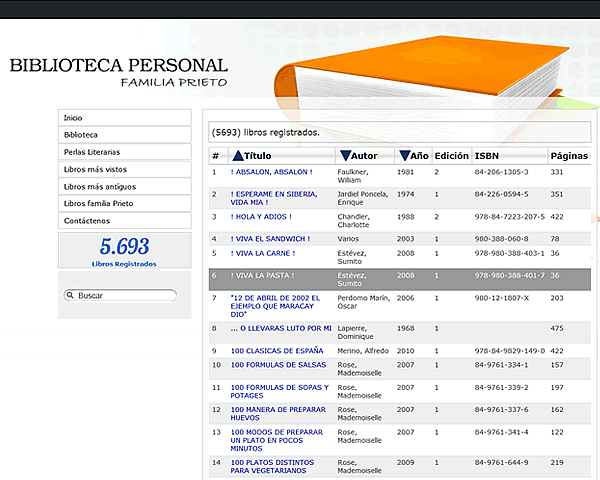 BIBLIOTECA PERSONAL
FAMILIA PRIETO
Inicio
Biblioteca
Perlas Literarias
Libros más vistos
Libros más antiguos
Libros familia Prieto
Contáctenos
5.693
Libros Registrados
Buscar
(5693) libros registrados.
# Título Autor Año Edición ISBN Páginas
1 ! ABSALON, ABSALON ! Faulkner, 1981 2 84-206-1305-3 331
William
2 ! ESPERAME EN SIBERIA, Jardiel Poncela, 1974 1 84-226-0594-5 351
VIDA MIA ! Enrique
3 ! HOLA Y ADIOS ! Chandler, 1988 2 978-84-7223-207-5 422
Charlotte
4 ! VIVA EL SANDWICH ! Varios 2003 1 980-388-060-8 78
5 ! VIVA LA CARNE ! Estévez, 2008 1 978-980-388-403-1 36
Sumito
6 ! VIVA LA PASTA ! Estévez, 2008 1 978-980-388-401-7 36
Sumito
7 "12 DE ABRIL DE 2002 EL Perdomo Marín, 2006 1 980-12-1807-X 203
EJEMPLO QUE MARACAY Oscar
DIO"
8 ... O LLEVARAS LUTO POR MI Lapierre, 1968 1 475
Dominique
9 100 CLASICAS DE ESPAÑA Merino, Alfredo 2010 1 978-84-9829-149-0 422
10 100 FORMULAS DE SALSAS Rose, 2007 1 84-9761-334-1 157
Mademoiselle
11 100 FORMULAS DE SOPAS Y Rose, 2007 1 84-9761-339-2 197
POTAGES Mademoiselle
12 100 MANERA DE PREPARAR Rose, 2007 1 84-9761-337-6 162
HUEVOS Mademoiselle
13 100 MODOS DE PREPARAR Rose, 2007 1 84-9761-341-4 122
UN PLATO EN POCOS Mademoiselle
MINUTOS
14 100 PLATOS DISTINTOS Rose, 2009 1 84-9761-644-9 219
PARA VEGETARIANOS Mademoiselle